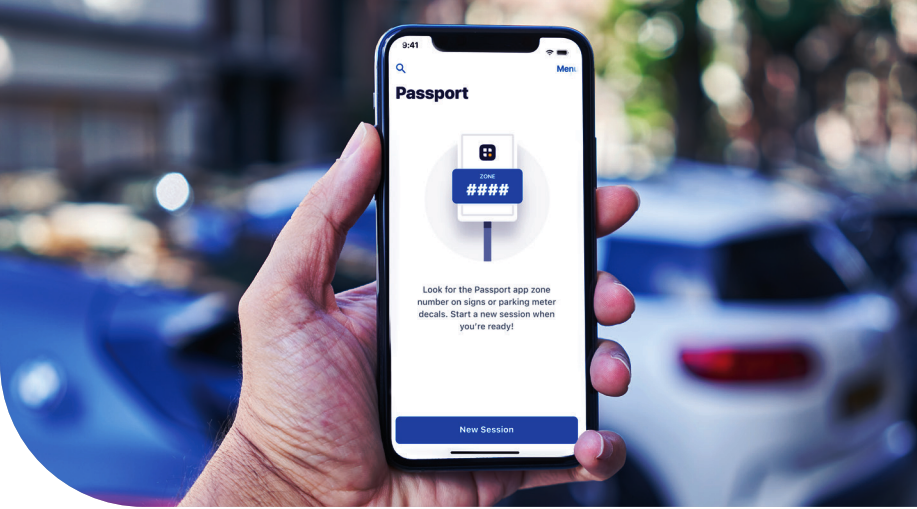 9:41
Menu
Passport
ZONE
####
Look for the Passport app zone
number on signs or parking meter
decals. Start a new session when
you're ready!
New Session